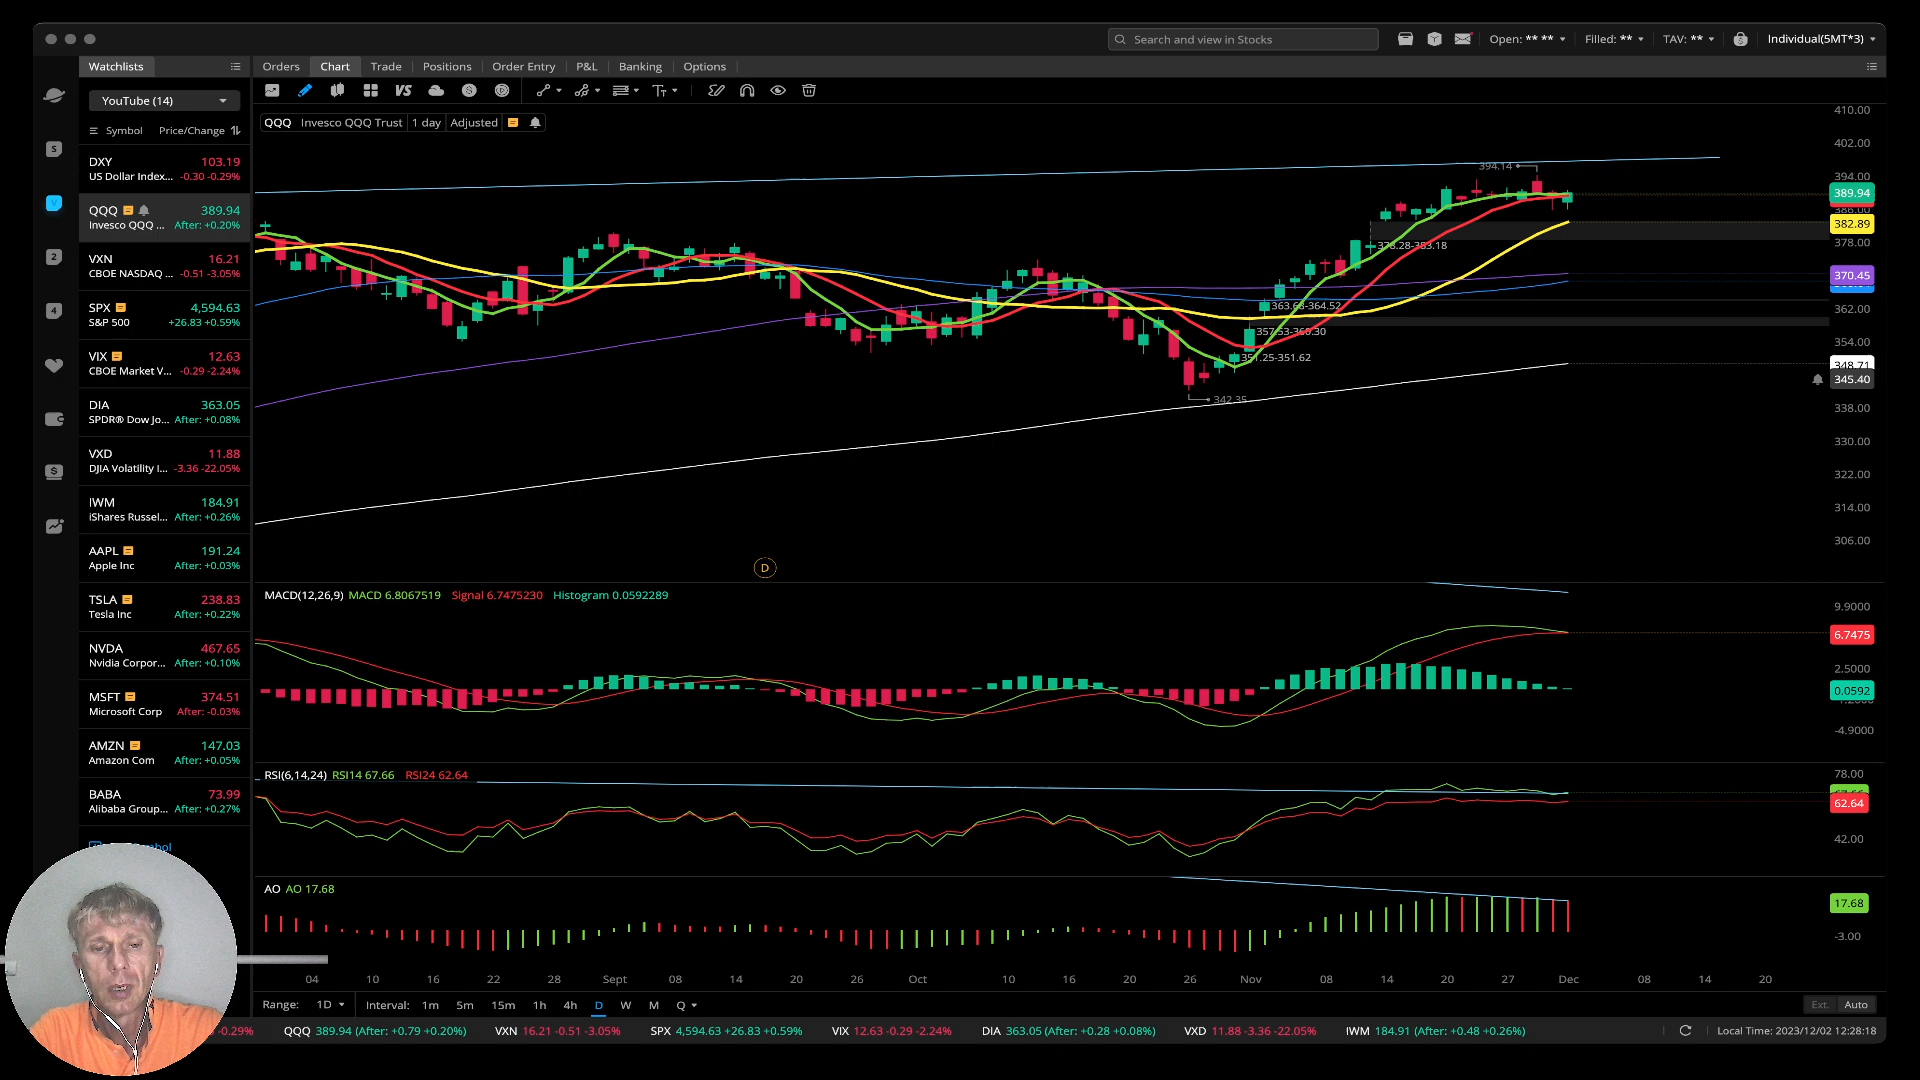 Search and view in Stocks
Open: ** **
Filled: **
TAV: **
Individual(5MT*3)
Watchlists
Orders
Chart
Trade
Positions
Order Entry
P&L
Banking
Options
YouTube (14)
VS
Symbol Price/Change
QQQ Invesco QQQ Trust 1 day Adjusted
DXY 103.19
US Dollar Index... -0.30 -0.29%
QQQ 389.94
Invesco QQQ ... After: +0.20%
VXN 16.21
CBOE NASDAQ ... -0.51 -3.05%
SPX 4,594.63
S&P 500 +26.83 +0.59%
VIX 12.63
CBOE Market V... -0.29 -2.24%
DIA 363.05
SPDR® Dow Jo... After: +0.08%
VXD 11.88
DJIA Volatility I... -3.36 -22.05%
IWM 184.91
iShares Russel... After: +0.26%
AAPL 191.24
Apple Inc After: +0.03%
TSLA 238.83
Tesla Inc After: +0.22%
NVDA 467.65
Nvidia Corpor... After: +0.10%
MSFT 374.51
Microsoft Corp After: -0.03%
AMZN 147.03
Amazon Com After: +0.05%
BABA 73.99
Alibaba Group... After: +0.27%
410.00
402.00
394.00
389.94
382.89
378.00
370.45
362.00
354.00
345.40
338.00
330.00
322.00
314.00
306.00
394.14
378.28-383.18
363.68-364.52
357.53-360.30
351.25-351.62
342.35
D
MACD(12,26,9) MACD 6.8067519 Signal 6.7475230 Histogram 0.0592289
9.9000
6.7475
2.5000
0.0592
-4.9000
RSI(6,14,24) RSI14 67.66 RSI24 62.64
78.00
62.64
42.00
AO AO 17.68
17.68
-3.00
04 10 16 22 28 Sept 08 14 20 26 Oct 10 16 20 26 Nov 08 14 20 27 Dec 08 14 20
Range: 1D Interval: 1m 5m 15m 1h 4h D W M Q
Ext. Auto
-0.29% QQQ 389.94 (After: +0.79 +0.20%) VXN 16.21 -0.51 -3.05% SPX 4,594.63 +26.83 +0.59% VIX 12.63 -0.29 -2.24% DIA 363.05 (After: +0.28 +0.08%) VXD 11.88 -3.36 -22.05% IWM 184.91 (After: +0.48 +0.26%)
Local Time: 2023/12/02 12:28:18